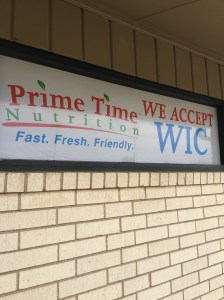 Prime Time
Nutrition
Fast. Fresh. Friendly.
WE ACCEPT
WIC